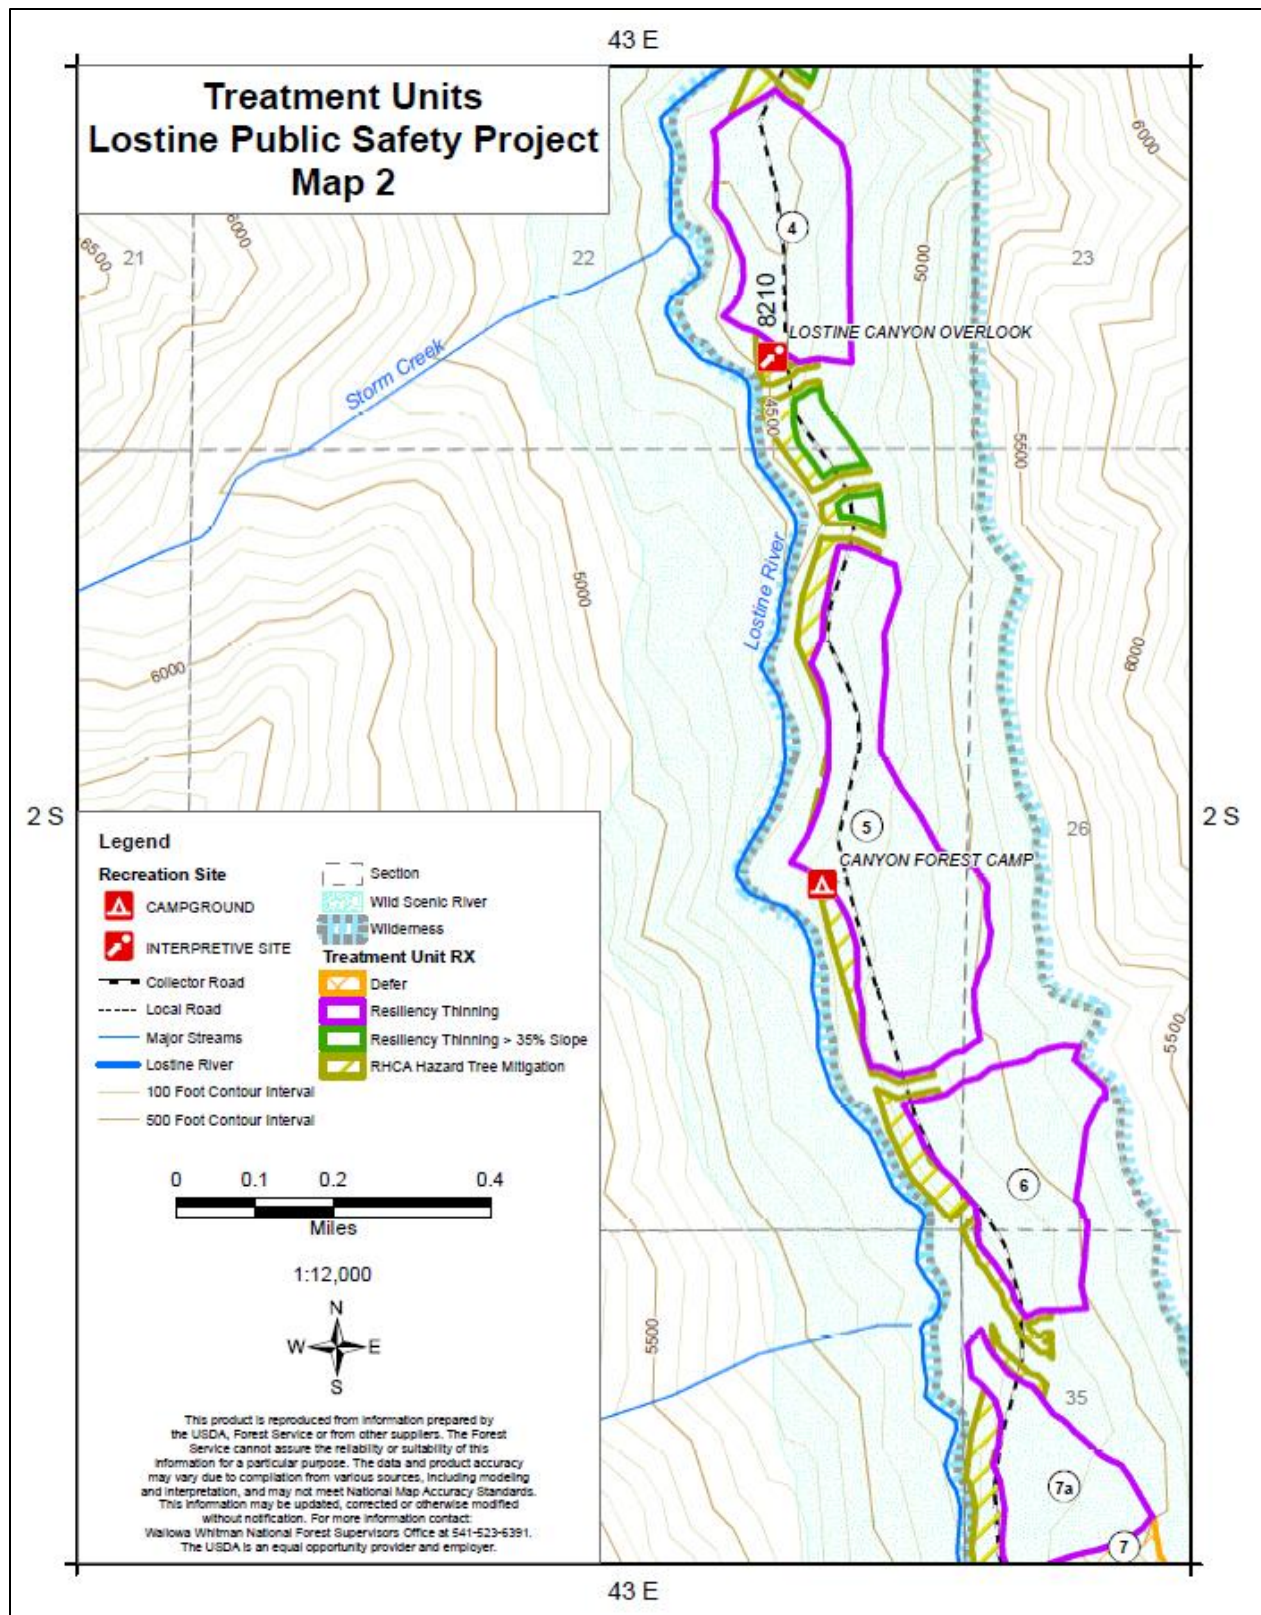 43 E
Treatment Units
Lostine Public Safety Project
Map 2
6000
6000
6500
21
22
4
5000
23
8210
LOSTINE CANYON OVERLOOK
Storm Creek
4500
5500
5000
Lostine River
6000
6000
2 S
2 S
5
26
CANYON FOREST CAMP
5500
6
5500
35
7a
7
Legend
Recreation Site
CAMPGROUND
INTERPRETIVE SITE
Collector Road
Local Road
Major Streams
Lostine River
100 Foot Contour Interval
500 Foot Contour Interval
Section
Wild Scenic River
Wilderness
Treatment Unit RX
Defer
Resiliency Thinning
Resiliency Thinning > 35% Slope
RHCA Hazard Tree Mitigation
0 0.1 0.2 0.4
Miles
1:12,000
N
W E
S
This product is reproduced from information prepared by
the USDA, Forest Service or from other suppliers. The Forest
Service cannot assure the reliability or suitability of this
information for a particular purpose. The data and product accuracy
may vary due to compilation from various sources, including modeling
and interpretation, and may not meet National Map Accuracy Standards.
This information may be updated, corrected or otherwise modified
without notification. For more information contact:
Wallowa Whitman National Forest Supervisors Office at 541-523-6391.
The USDA is an equal opportunity provider and employer.
43 E